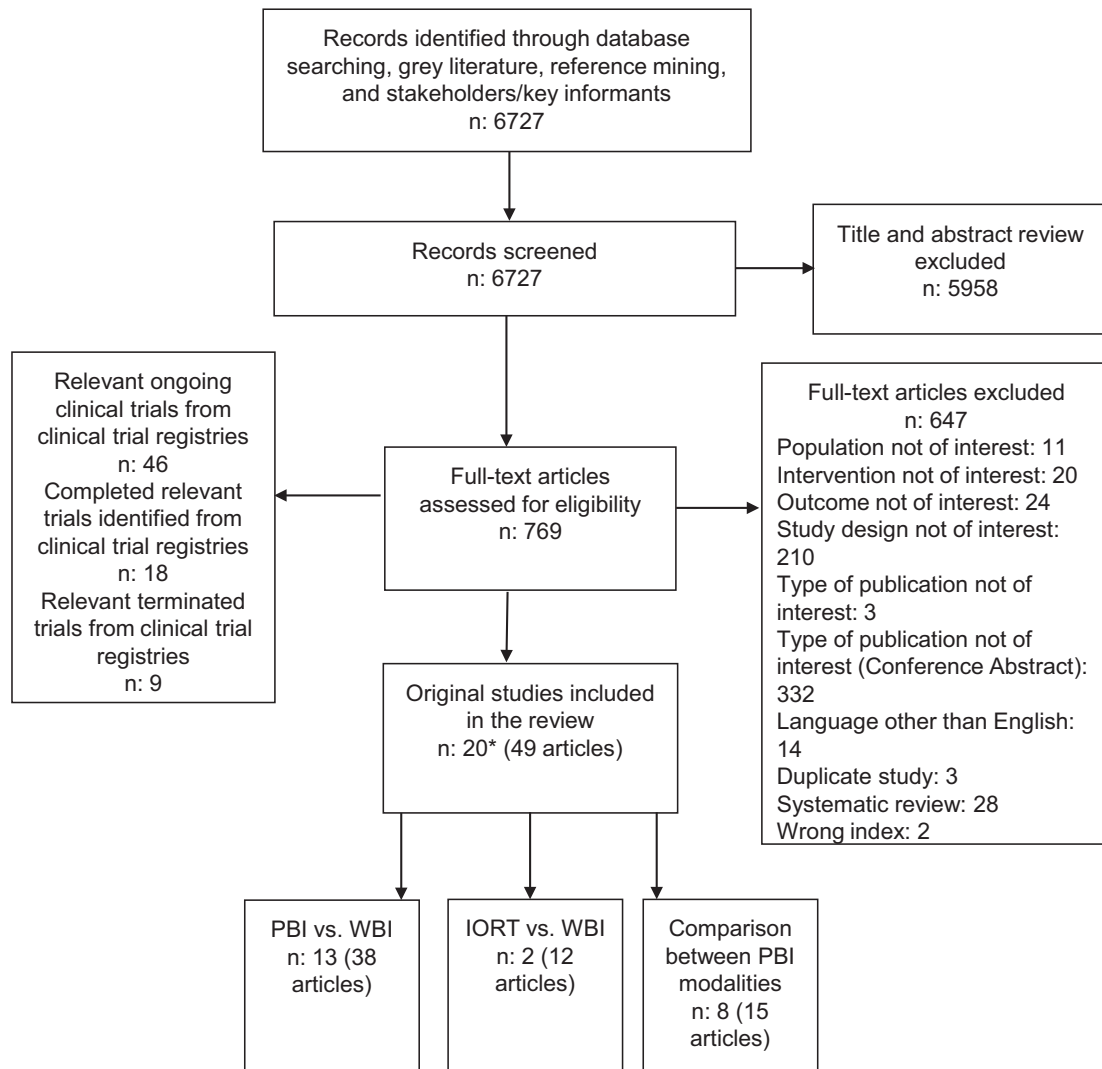 Records identified through database
searching, grey literature, reference mining,
and stakeholders/key informants
n: 6727
Records screened
n: 6727
Title and abstract review
excluded
n: 5958
Relevant ongoing
clinical trials from
clinical trial registries
n: 46
Completed relevant
trials identified from
clinical trial registries
n: 18
Relevant terminated
trials from clinical trial
registries
n: 9
Full-text articles
assessed for eligibility
n: 769
Full-text articles excluded
n: 647
Population not of interest: 11
Intervention not of interest: 20
Outcome not of interest: 24
Study design not of interest:
210
Type of publication not of
interest: 3
Type of publication not of
interest (Conference Abstract):
332
Language other than English:
14
Duplicate study: 3
Systematic review: 28
Wrong index: 2
Original studies included
in the review
n: 20* (49 articles)
PBI vs. WBI
n: 13 (38
articles)
IORT vs. WBI
n: 2 (12
articles)
Comparison
between PBI
modalities
n: 8 (15
articles)